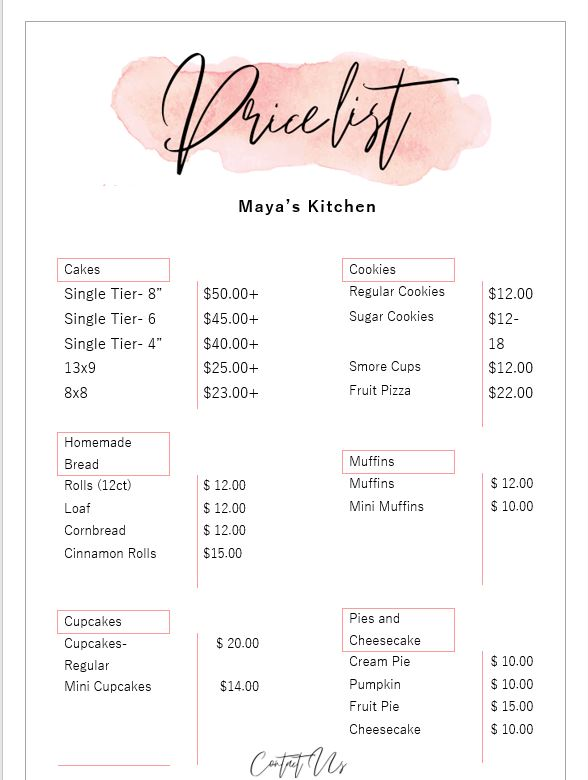 Pricelist
Maya's Kitchen
Cakes
Single Tier- 8” $50.00+
Single Tier- 6 $45.00+
Single Tier- 4” $40.00+
13x9 $25.00+
8x8 $23.00+
Homemade
Bread
Rolls (12ct) $ 12.00
Loaf $ 12.00
Cornbread $ 12.00
Cinnamon Rolls $15.00
Cupcakes
Cupcakes- $ 20.00
Regular
Mini Cupcakes $14.00
Cookies
Regular Cookies $12.00
Sugar Cookies $12-
18
Smore Cups $12.00
Fruit Pizza $22.00
Muffins
Muffins $ 12.00
Mini Muffins $ 10.00
Pies and
Cheesecake
Cream Pie $ 10.00
Pumpkin $ 10.00
Fruit Pie $ 15.00
Cheesecake $ 10.00
Contact Us